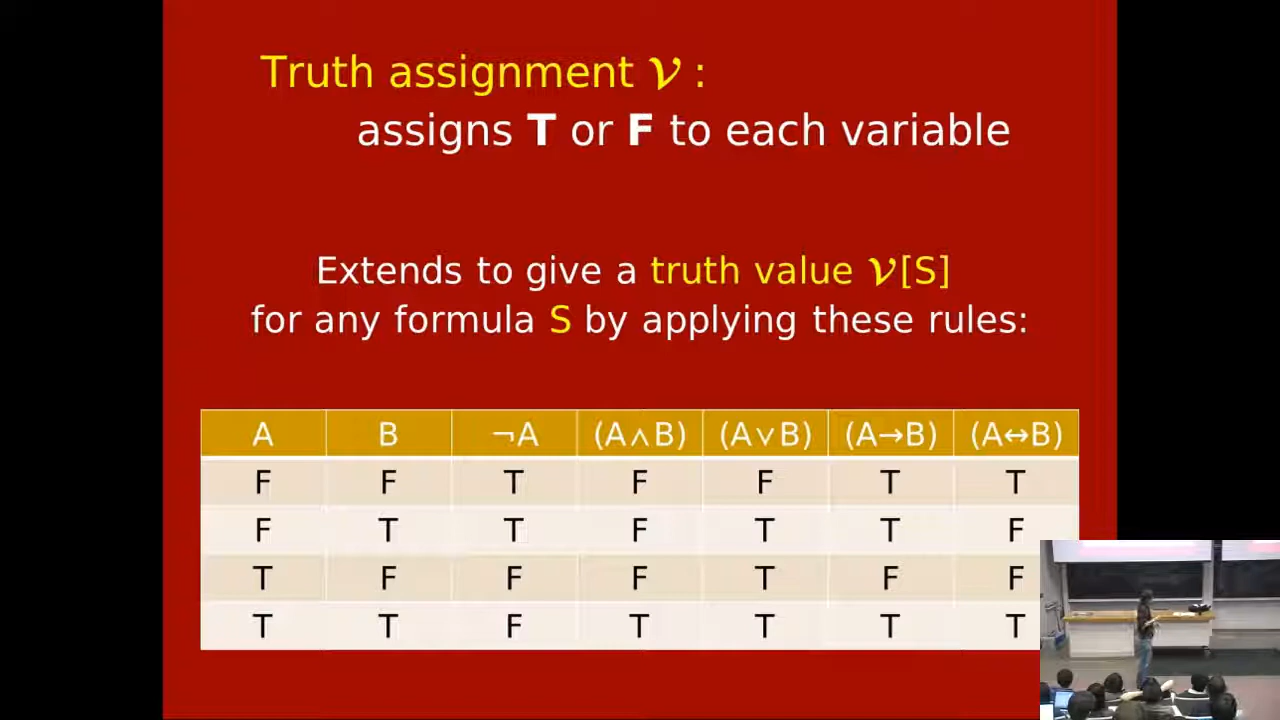 Truth assignment 𝒱 :
assigns T or F to each variable
Extends to give a truth value 𝒱[S]
for any formula S by applying these rules:
A B ¬A (A∧B) (A∨B) (A→B) (A↔B)
F F T F F T T
F T T F T T F
T F F F T F F
T T F T T T T